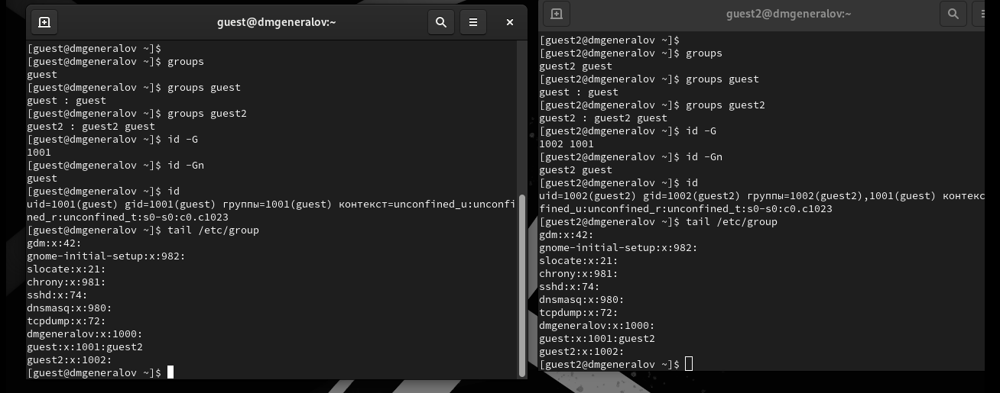 guest@dmgeneralov:~
[guest@dmgeneralov ~]$
[guest@dmgeneralov ~]$ groups
guest
[guest@dmgeneralov ~]$ groups guest
guest : guest
[guest@dmgeneralov ~]$ groups guest2
guest2 : guest2 guest
[guest@dmgeneralov ~]$ id -G
1001
[guest@dmgeneralov ~]$ id -Gn
guest
[guest@dmgeneralov ~]$ id
uid=1001(guest) gid=1001(guest) группы=1001(guest) контекст=unconfined_u:unconfi
ned_r:unconfined_t:s0-s0:c0.c1023
[guest@dmgeneralov ~]$ tail /etc/group
gdm:x:42:
gnome-initial-setup:x:982:
slocate:x:21:
chrony:x:981:
sshd:x:74:
dnsmasq:x:980:
tcpdump:x:72:
dmgeneralov:x:1000:
guest:x:1001:guest2
guest2:x:1002:
[guest@dmgeneralov ~]$
guest2@dmgeneralov:~
[guest2@dmgeneralov ~]$
[guest2@dmgeneralov ~]$ groups
guest2 guest
[guest2@dmgeneralov ~]$ groups guest
guest : guest
[guest2@dmgeneralov ~]$ groups guest2
guest2 : guest2 guest
[guest2@dmgeneralov ~]$ id -G
1002 1001
[guest2@dmgeneralov ~]$ id -Gn
guest2 guest
[guest2@dmgeneralov ~]$ id
uid=1002(guest2) gid=1002(guest2) группы=1002(guest2),1001(guest) контекс
fined_u:unconfined_r:unconfined_t:s0-s0:c0.c1023
[guest2@dmgeneralov ~]$ tail /etc/group
gdm:x:42:
gnome-initial-setup:x:982:
slocate:x:21:
chrony:x:981:
sshd:x:74:
dnsmasq:x:980:
tcpdump:x:72:
dmgeneralov:x:1000:
guest:x:1001:guest2
guest2:x:1002:
[guest2@dmgeneralov ~]$